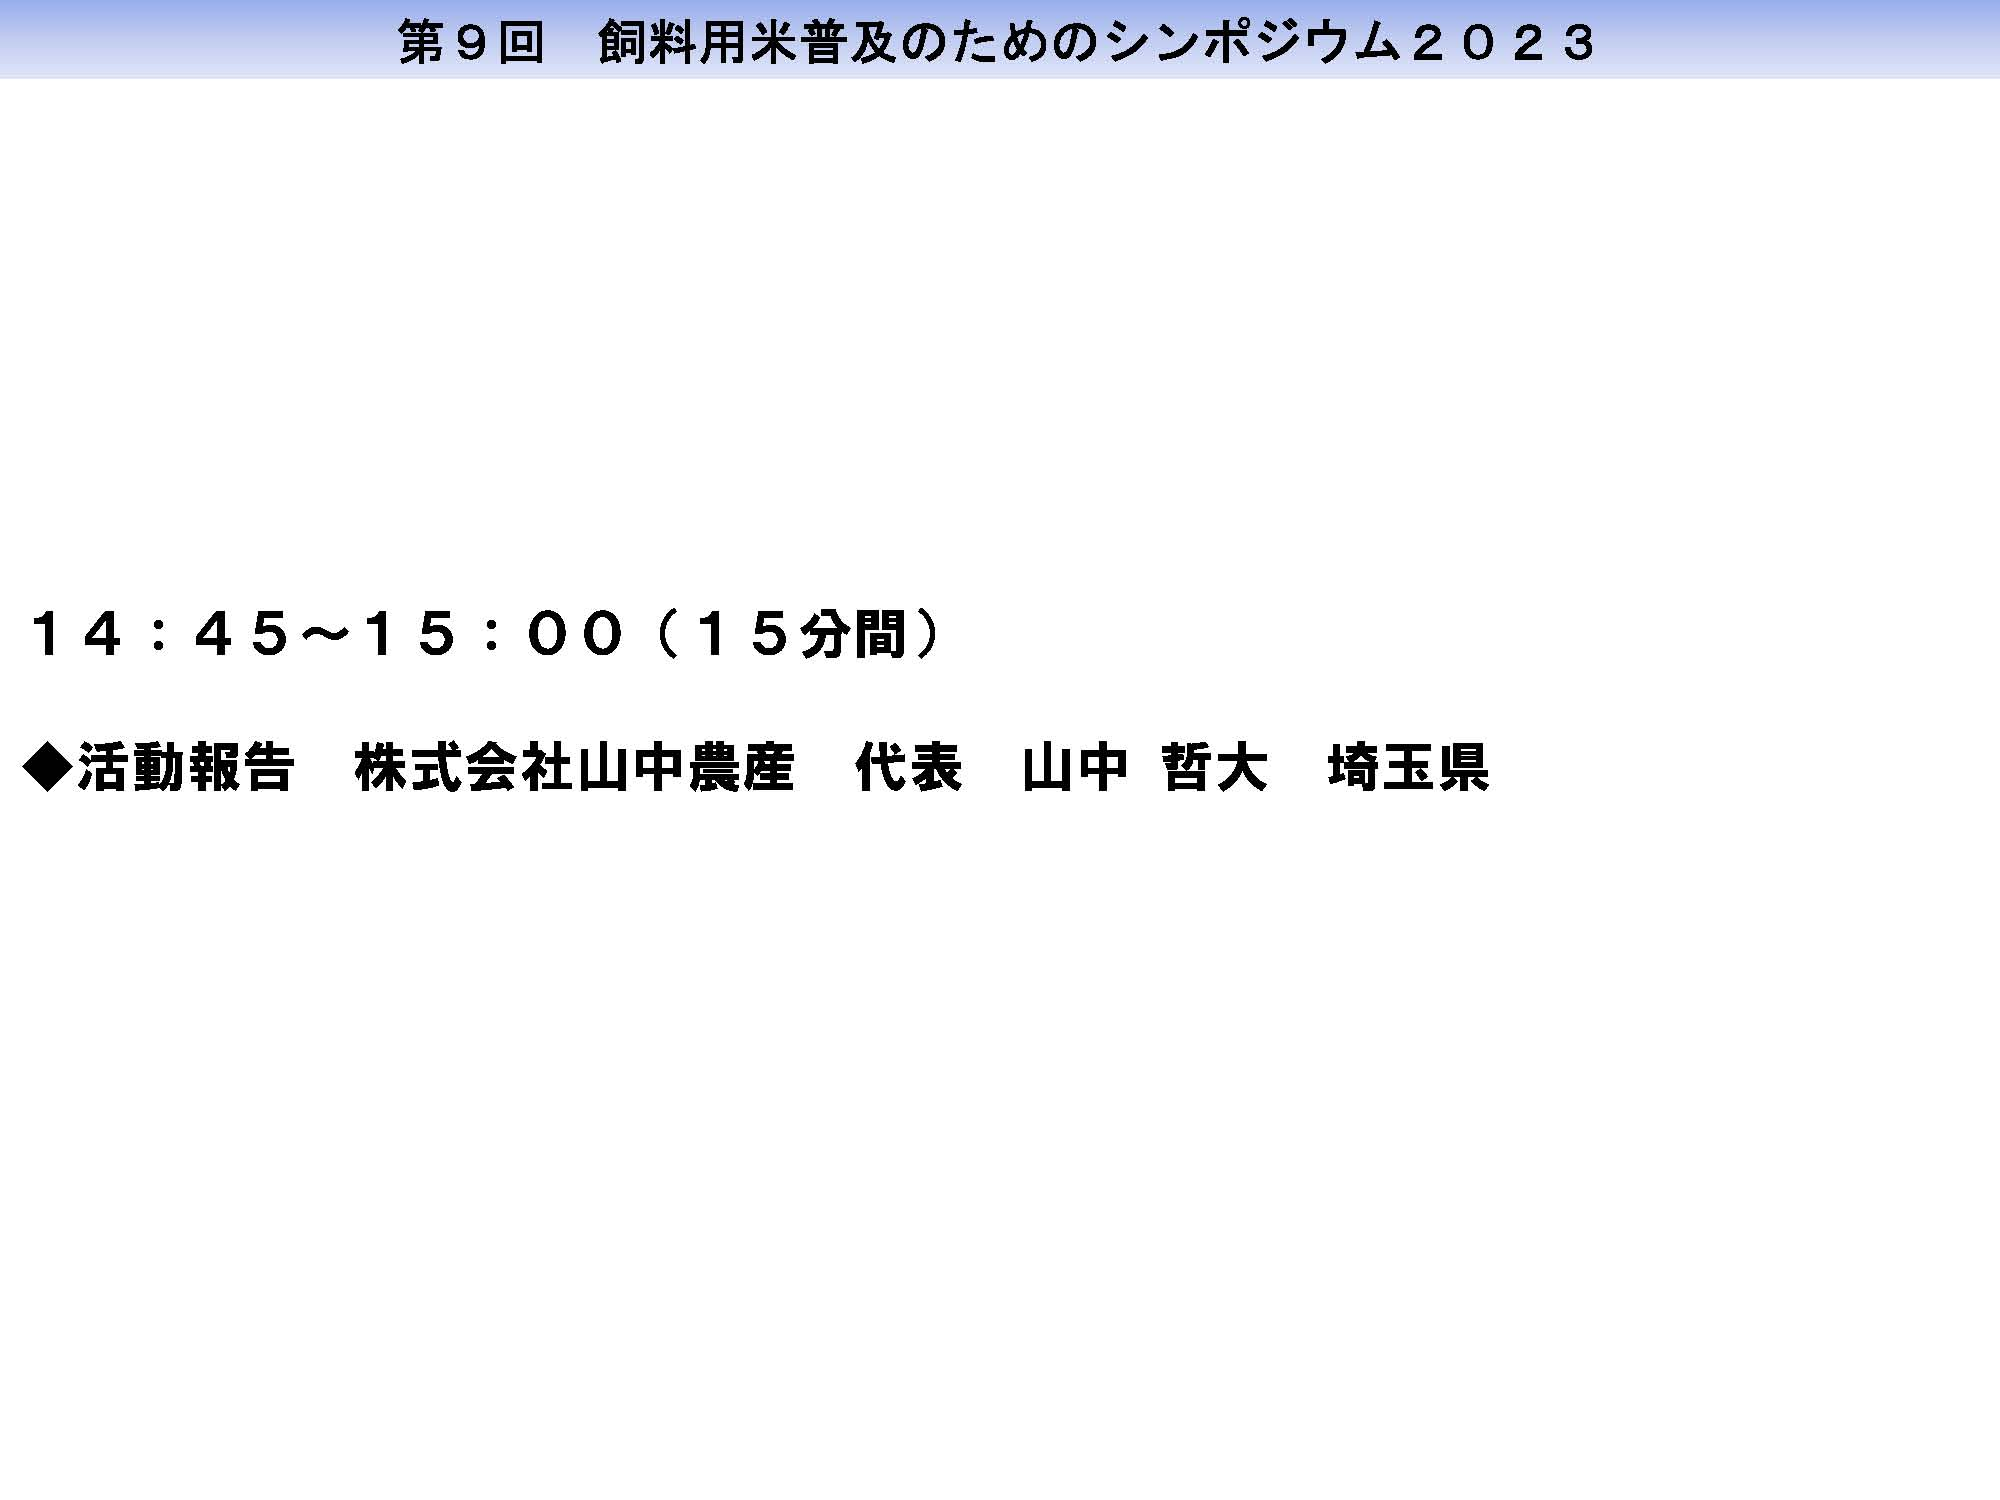 第９回　飼料用米普及のためのシンポジウム２０２３
１４：４５～１５：００（１５分間）
◆活動報告　株式会社山中農産　代表　山中 哲大　埼玉県